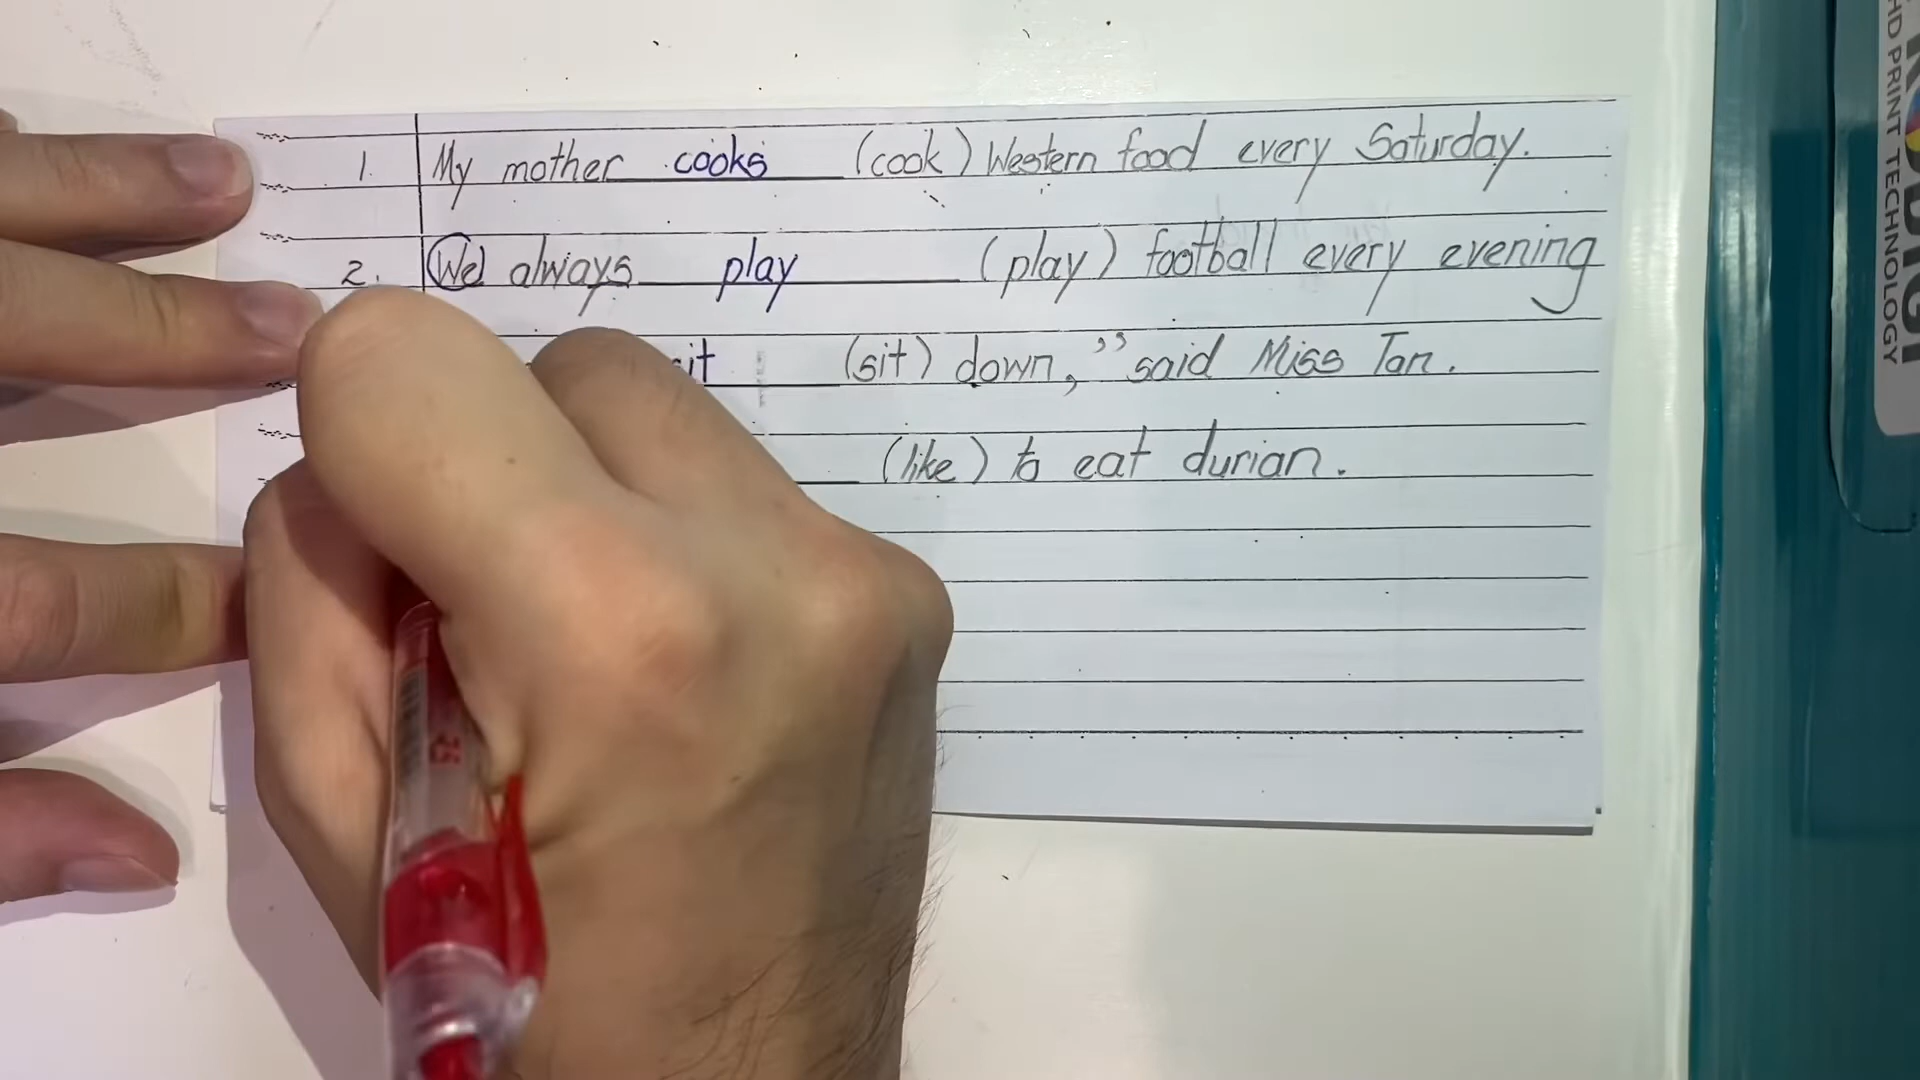 1. My mother cooks (cook) Western food every Saturday.
2. We always play (play) football every evening
sit (sit) down," said Miss Tan.
(like) to eat durian.
HD PRINT TECHNOLOGY